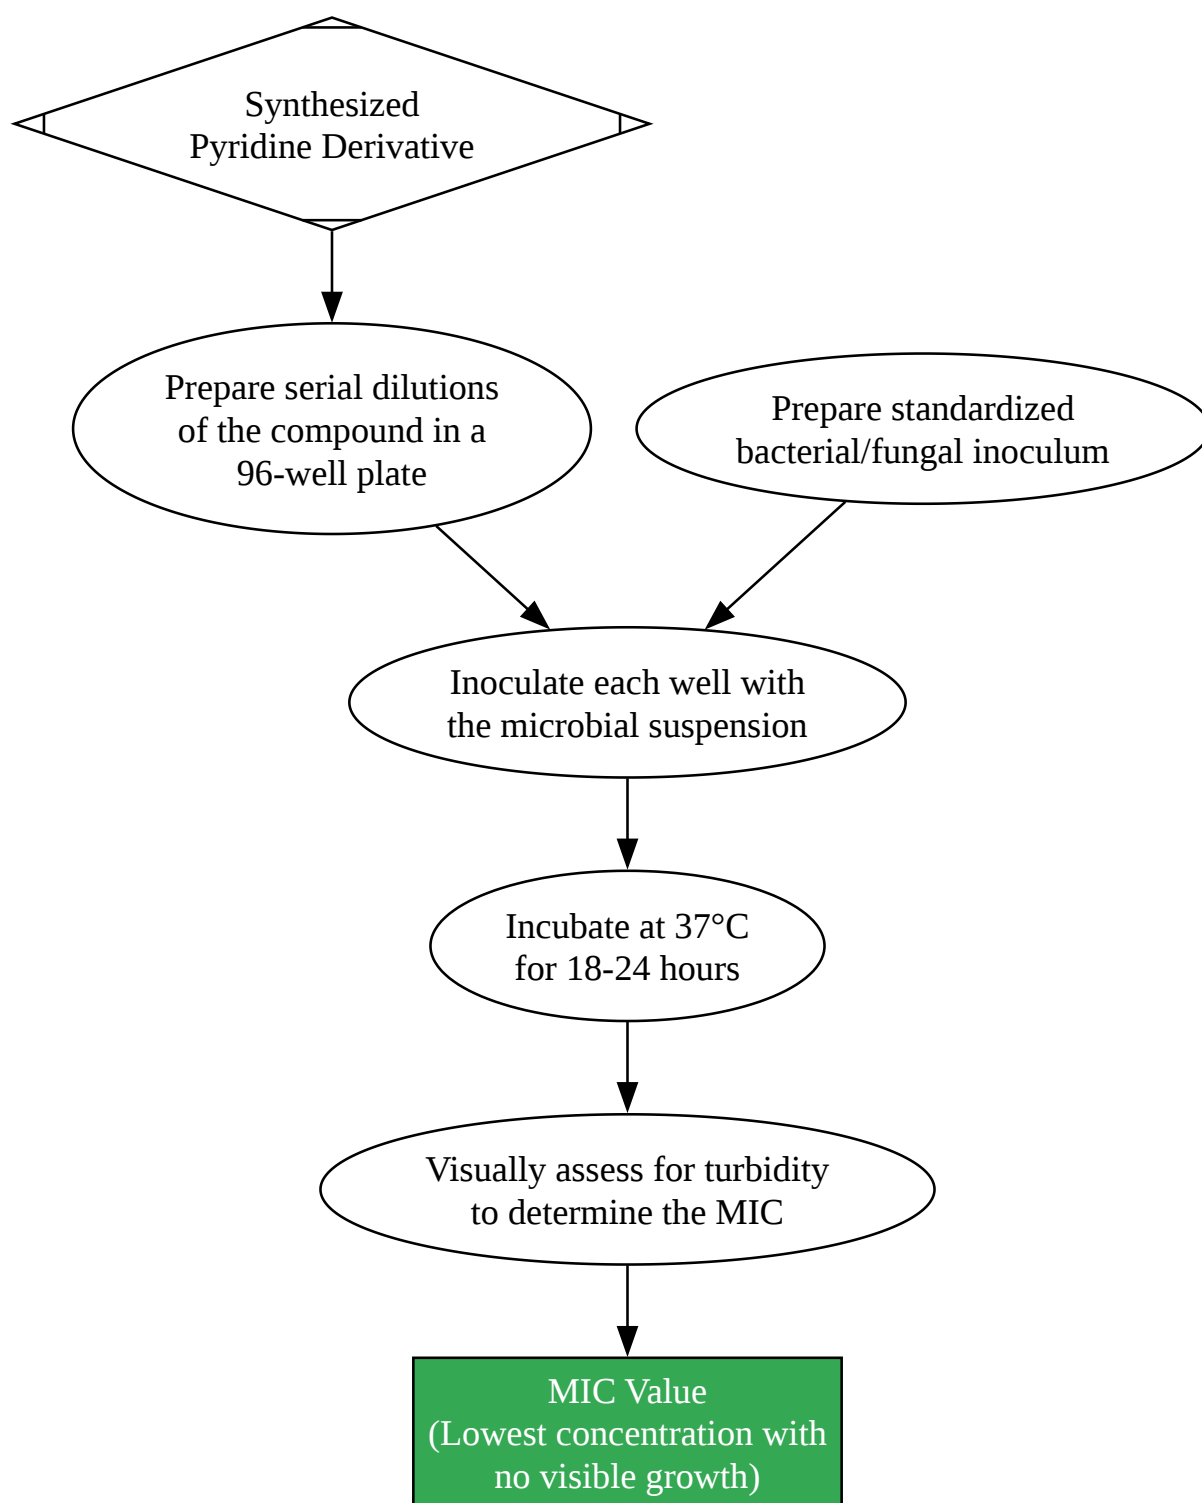 Synthesized
Pyridine Derivative
Prepare serial dilutions
of the compound in a
96-well plate
Prepare standardized
bacterial/fungal inoculum
Inoculate each well with
the microbial suspension
Incubate at 37°C
for 18-24 hours
Visually assess for turbidity
to determine the MIC
MIC Value
(Lowest concentration with
no visible growth)